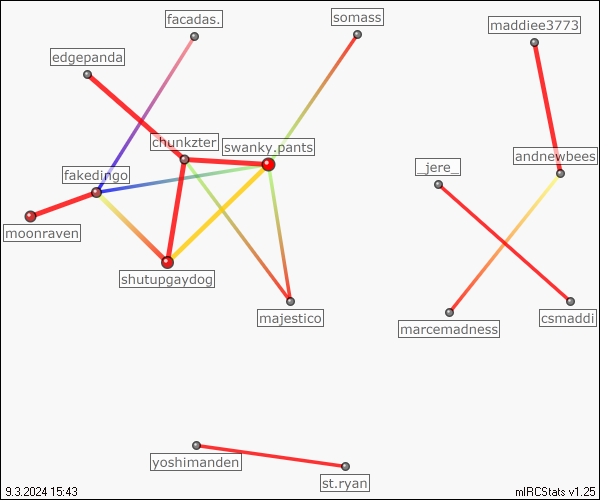 facadas.
somass
maddiee3773
edgepanda
chunkzter
swanky.pants
andnewbees
_jere_
fakedingo
moonraven
shutupgaydog
majestico
marcemadness
csmaddi
yoshimanden
st.ryan
9.3.2024 15:43
mIRCStats v1.25